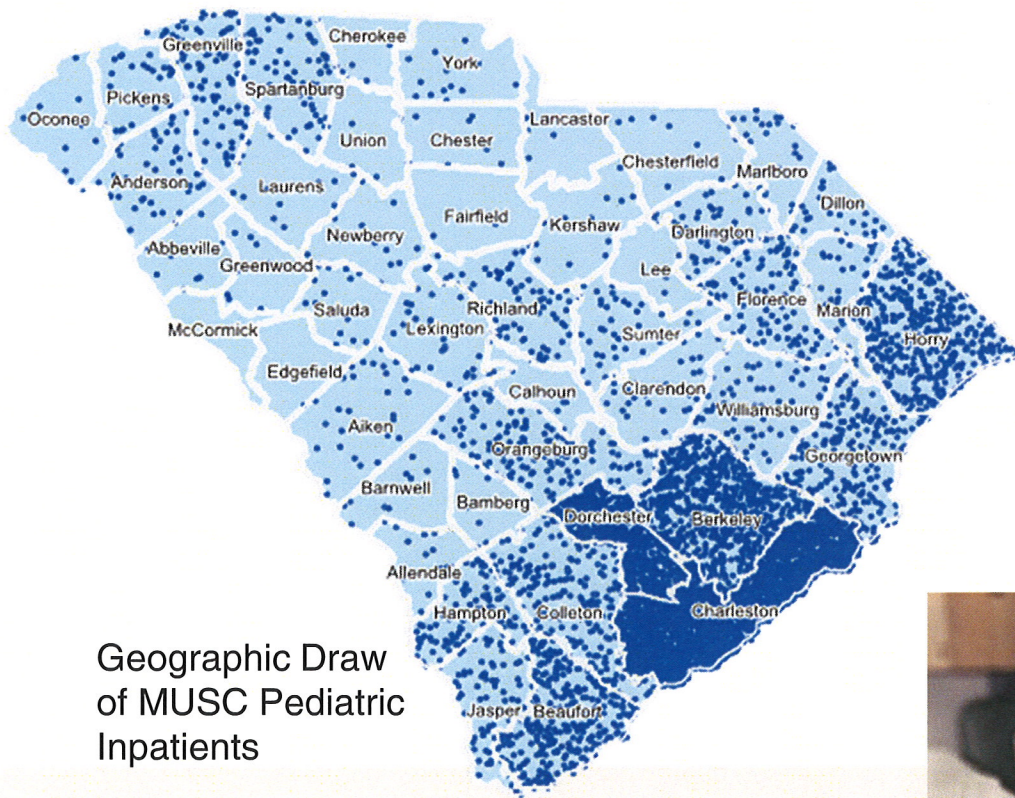 Cherokee
Greenville
York
Spartanburg
Pickens
Oconee
Lancaster
Union
Chester
Chesterfield
Marlboro
Anderson
Laurens
Dillon
Fairfield
Kershaw
Darlington
Newberry
Abbeville
Greenwood
Lee
Florence
Richland
Saluda
Marion
McCormick
Lexington
Sumter
Horry
Edgefield
Calhoun
Clarendon
Williamsburg
Aiken
Orangeburg
Georgetown
Barnwell
Bamberg
Dorchester
Berkeley
Allendale
Hampton
Colleton
Charleston
Jasper
Beaufort
Geographic Draw
of MUSC Pediatric
Inpatients